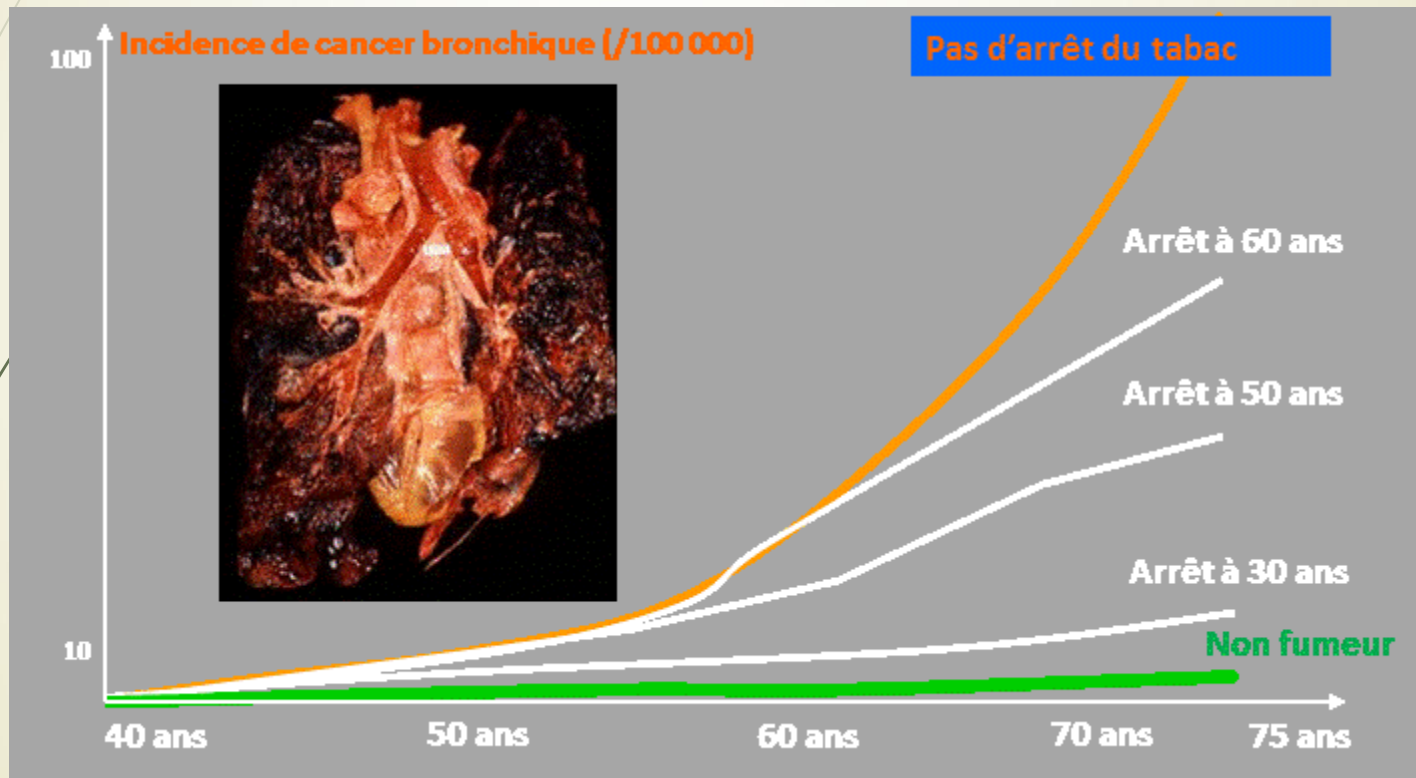 100
Incidence de cancer bronchique (/100 000)
Pas d'arrêt du tabac
Arrêt à 60 ans
Arrêt à 50 ans
Arrêt à 30 ans
10
Non fumeur
40 ans 50 ans 60 ans 70 ans 75 ans